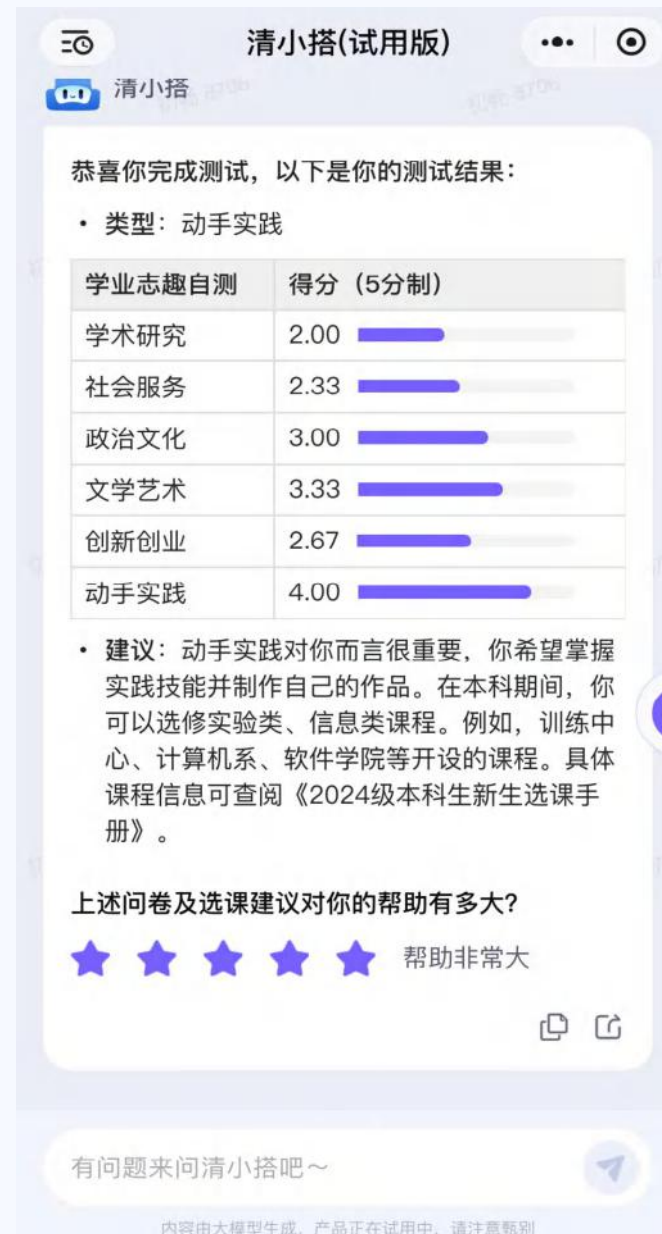 清小搭(试用版)
清小搭
恭喜你完成测试，以下是你的测试结果：
• 类型：动手实践
学业志趣自测 得分（5分制）
学术研究 2.00
社会服务 2.33
政治文化 3.00
文学艺术 3.33
创新创业 2.67
动手实践 4.00
• 建议：动手实践对你而言很重要，你希望掌握
实践技能并制作自己的作品。在本科期间，你
可以选修实验类、信息类课程。例如，训练中
心、计算机系、软件学院等开设的课程。具体
课程信息可查阅《2024级本科生新生选课手
册》。
上述问卷及选课建议对你的帮助有多大?
帮助非常大
有问题来问清小搭吧～
内容由大模型生成，产品正在试用中，请注意甄别